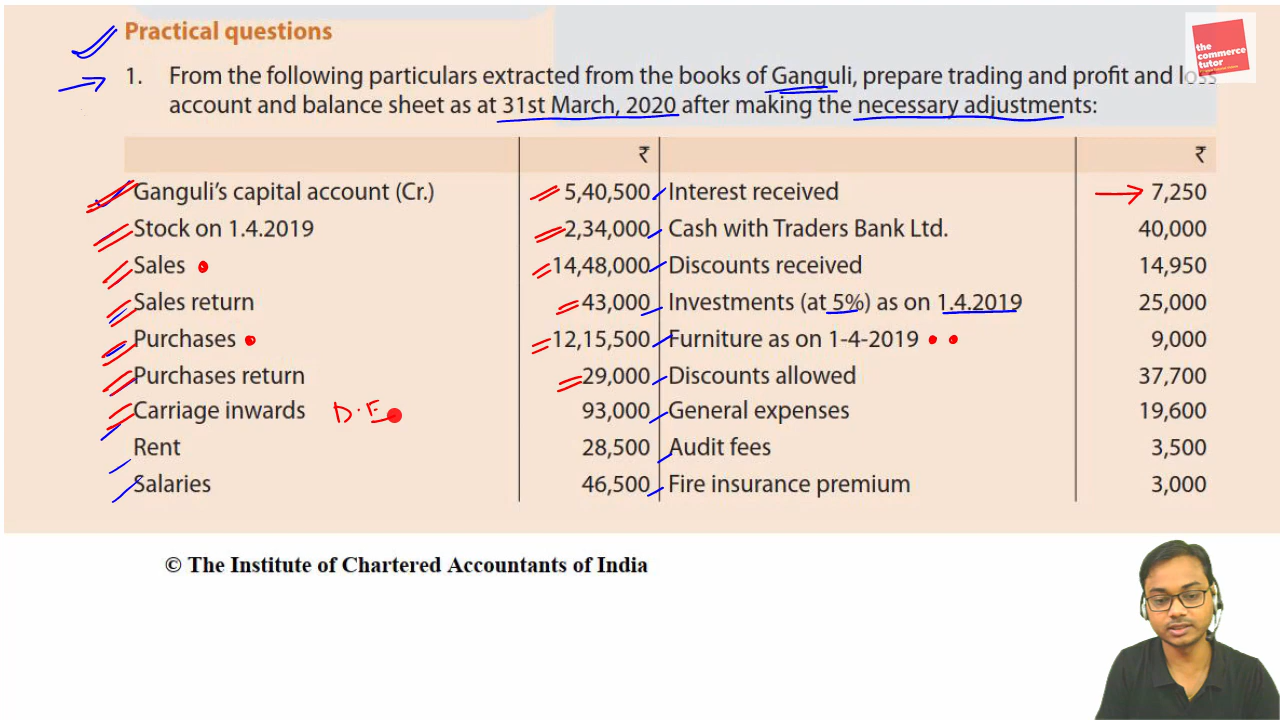 Practical questions
the
commerce
tutor
1. From the following particulars extracted from the books of Ganguli, prepare trading and profit and loss
account and balance sheet as at 31st March, 2020 after making the necessary adjustments:
₹ ₹
Ganguli's capital account (Cr.) 5,40,500 Interest received 7,250
Stock on 1.4.2019 2,34,000 Cash with Traders Bank Ltd. 40,000
Sales 14,48,000 Discounts received 14,950
Sales return 43,000 Investments (at 5%) as on 1.4.2019 25,000
Purchases 12,15,500 Furniture as on 1-4-2019 9,000
Purchases return 29,000 Discounts allowed 37,700
Carriage inwards D.E 93,000 General expenses 19,600
Rent 28,500 Audit fees 3,500
Salaries 46,500 Fire insurance premium 3,000
© The Institute of Chartered Accountants of India